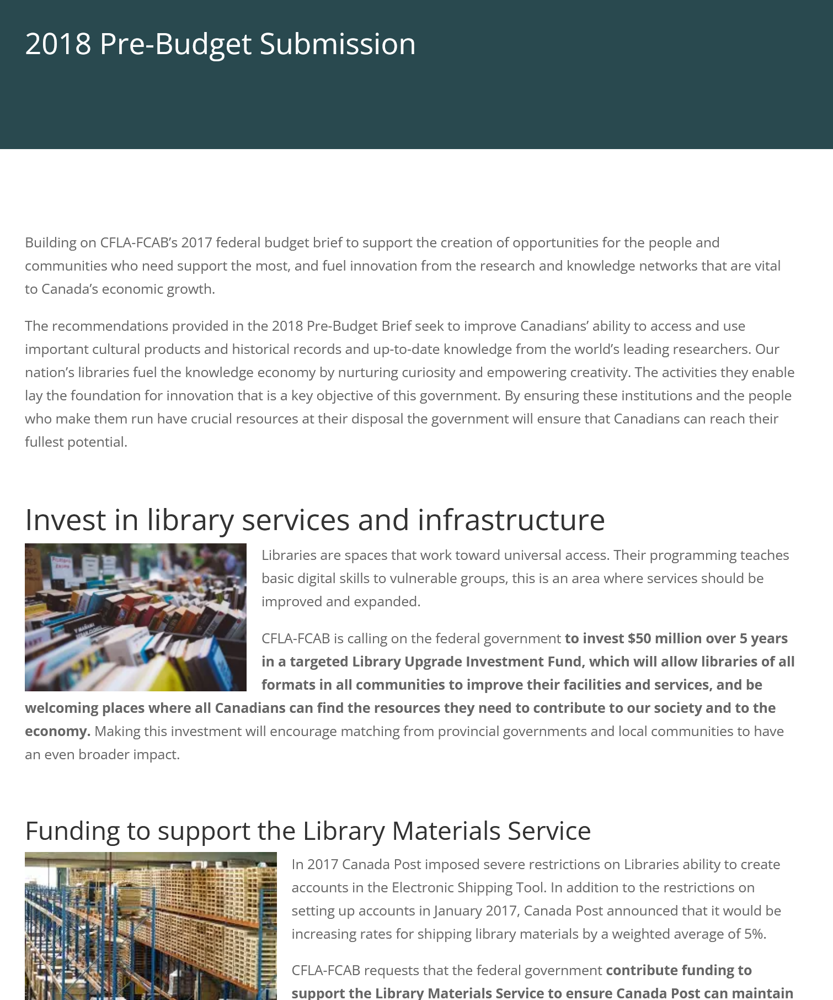 2018 Pre-Budget Submission
Building on CFLA-FCAB’s 2017 federal budget brief to support the creation of opportunities for the people and
communities who need support the most, and fuel innovation from the research and knowledge networks that are vital
to Canada’s economic growth.
The recommendations provided in the 2018 Pre-Budget Brief seek to improve Canadians’ ability to access and use
important cultural products and historical records and up-to-date knowledge from the world’s leading researchers. Our
nation’s libraries fuel the knowledge economy by nurturing curiosity and empowering creativity. The activities they enable
lay the foundation for innovation that is a key objective of this government. By ensuring these institutions and the people
who make them run have crucial resources at their disposal the government will ensure that Canadians can reach their
fullest potential.
Invest in library services and infrastructure
Libraries are spaces that work toward universal access. Their programming teaches
basic digital skills to vulnerable groups, this is an area where services should be
improved and expanded.
CFLA-FCAB is calling on the federal government to invest $50 million over 5 years
in a targeted Library Upgrade Investment Fund, which will allow libraries of all
formats in all communities to improve their facilities and services, and be
welcoming places where all Canadians can find the resources they need to contribute to our society and to the
economy. Making this investment will encourage matching from provincial governments and local communities to have
an even broader impact.
Funding to support the Library Materials Service
In 2017 Canada Post imposed severe restrictions on Libraries ability to create
accounts in the Electronic Shipping Tool. In addition to the restrictions on
setting up accounts in January 2017, Canada Post announced that it would be
increasing rates for shipping library materials by a weighted average of 5%.
CFLA-FCAB requests that the federal government contribute funding to
support the Library Materials Service to ensure Canada Post can maintain